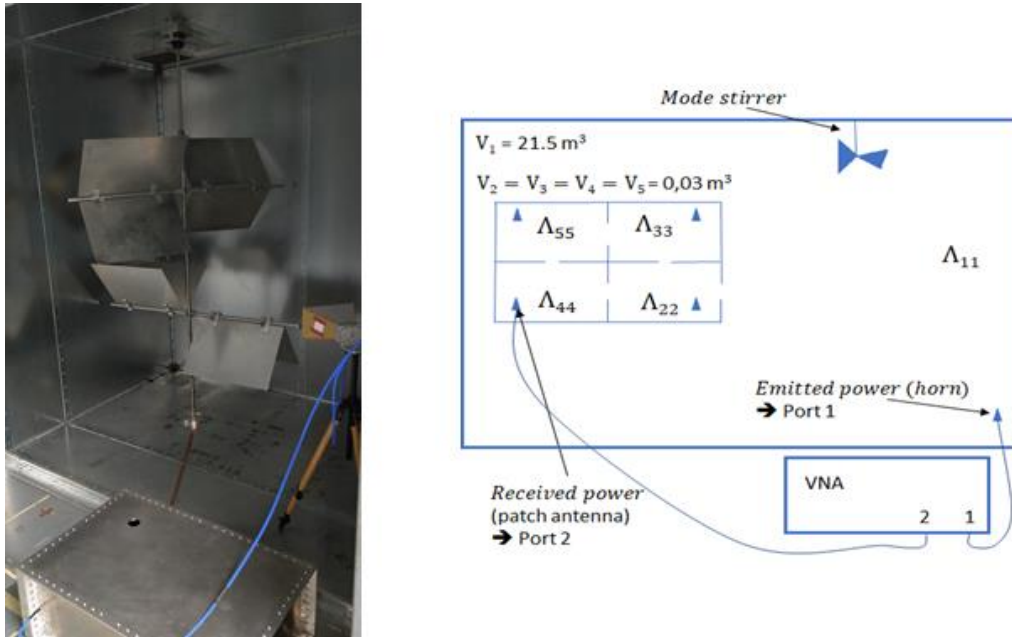 Mode stirrer
V₁ = 21.5 m³
V₂ = V₃ = V₄ = V₅ = 0,03 m³
Λ₅₅ Λ₃₃
Λ₁₁
Λ₄₄ Λ₂₂
Emitted power (horn)
➔ Port 1
Received power
(patch antenna)
➔ Port 2
VNA
2 1